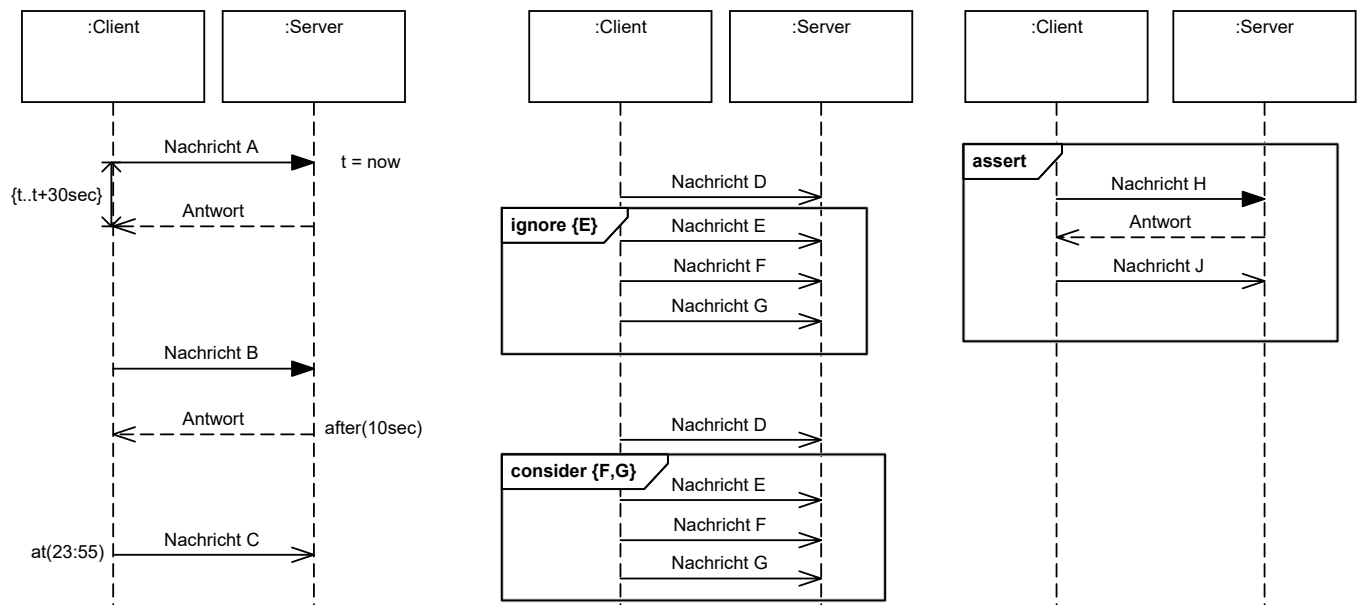 :Client
:Server
Nachricht A
t = now
{t..t+30sec}
Antwort
Nachricht B
Antwort
after(10sec)
at(23:55)
Nachricht C
:Client
:Server
Nachricht D
ignore {E}
Nachricht E
Nachricht F
Nachricht G
Nachricht D
consider {F,G}
Nachricht E
Nachricht F
Nachricht G
:Client
:Server
assert
Nachricht H
Antwort
Nachricht J